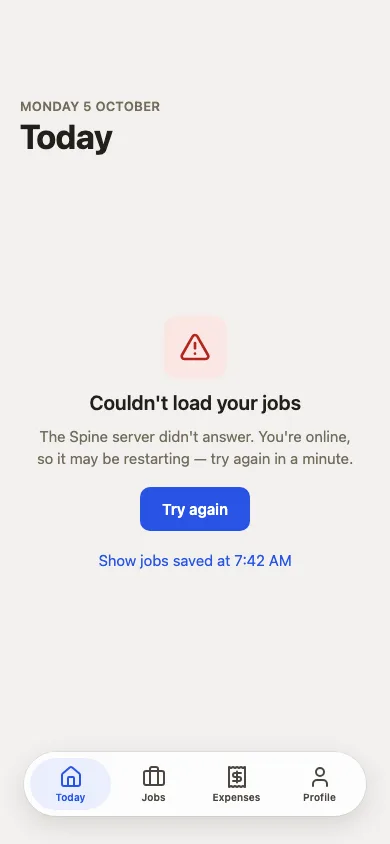 MONDAY 5 OCTOBER
Today
Couldn't load your jobs
The Spine server didn't answer. You're online,
so it may be restarting — try again in a minute.
Try again
Show jobs saved at 7:42 AM
Today
Jobs
Expenses
Profile